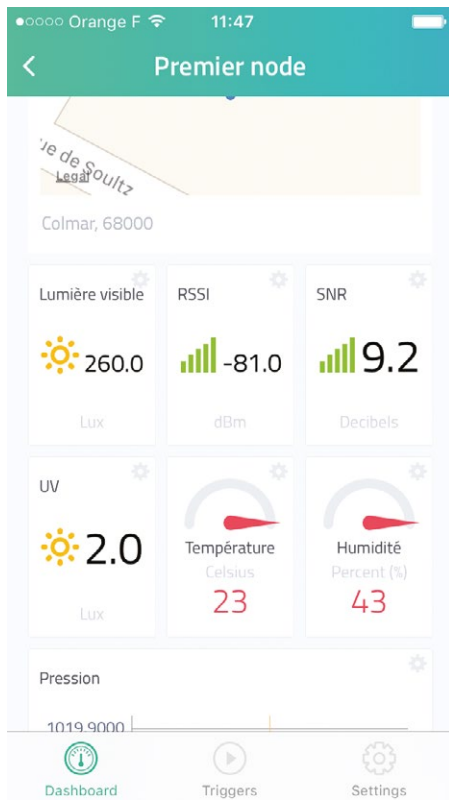 Orange F 11:47
Premier node
ue de Soultz
Legal
Colmar, 68000
Lumière visible RSSI SNR
260.0 -81.0 9.2
Lux dBm Decibels
UV
2.0
Lux
Température Humidité
Celsius Percent (%)
23 43
Pression
1019.9000
Dashboard Triggers Settings